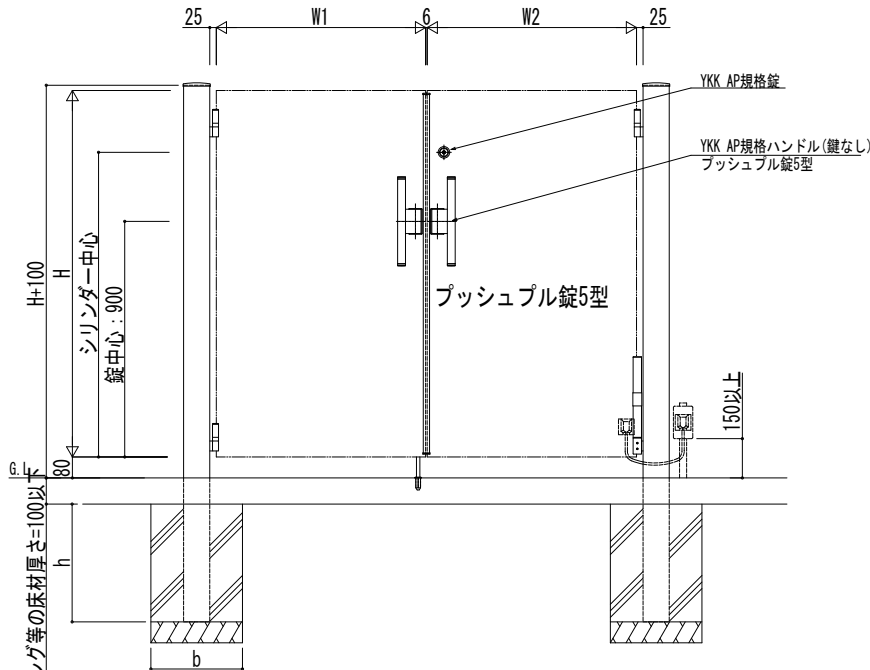 25 W1 6 W2 25
YKK AP規格錠
YKK AP規格ハンドル(鍵なし)
プッシュプル錠5型
H+100
H
シリンダー中心
錠中心:900
プッシュプル錠5型
150以上
G.L
80
ング等の床材厚さ=100以下
h
b